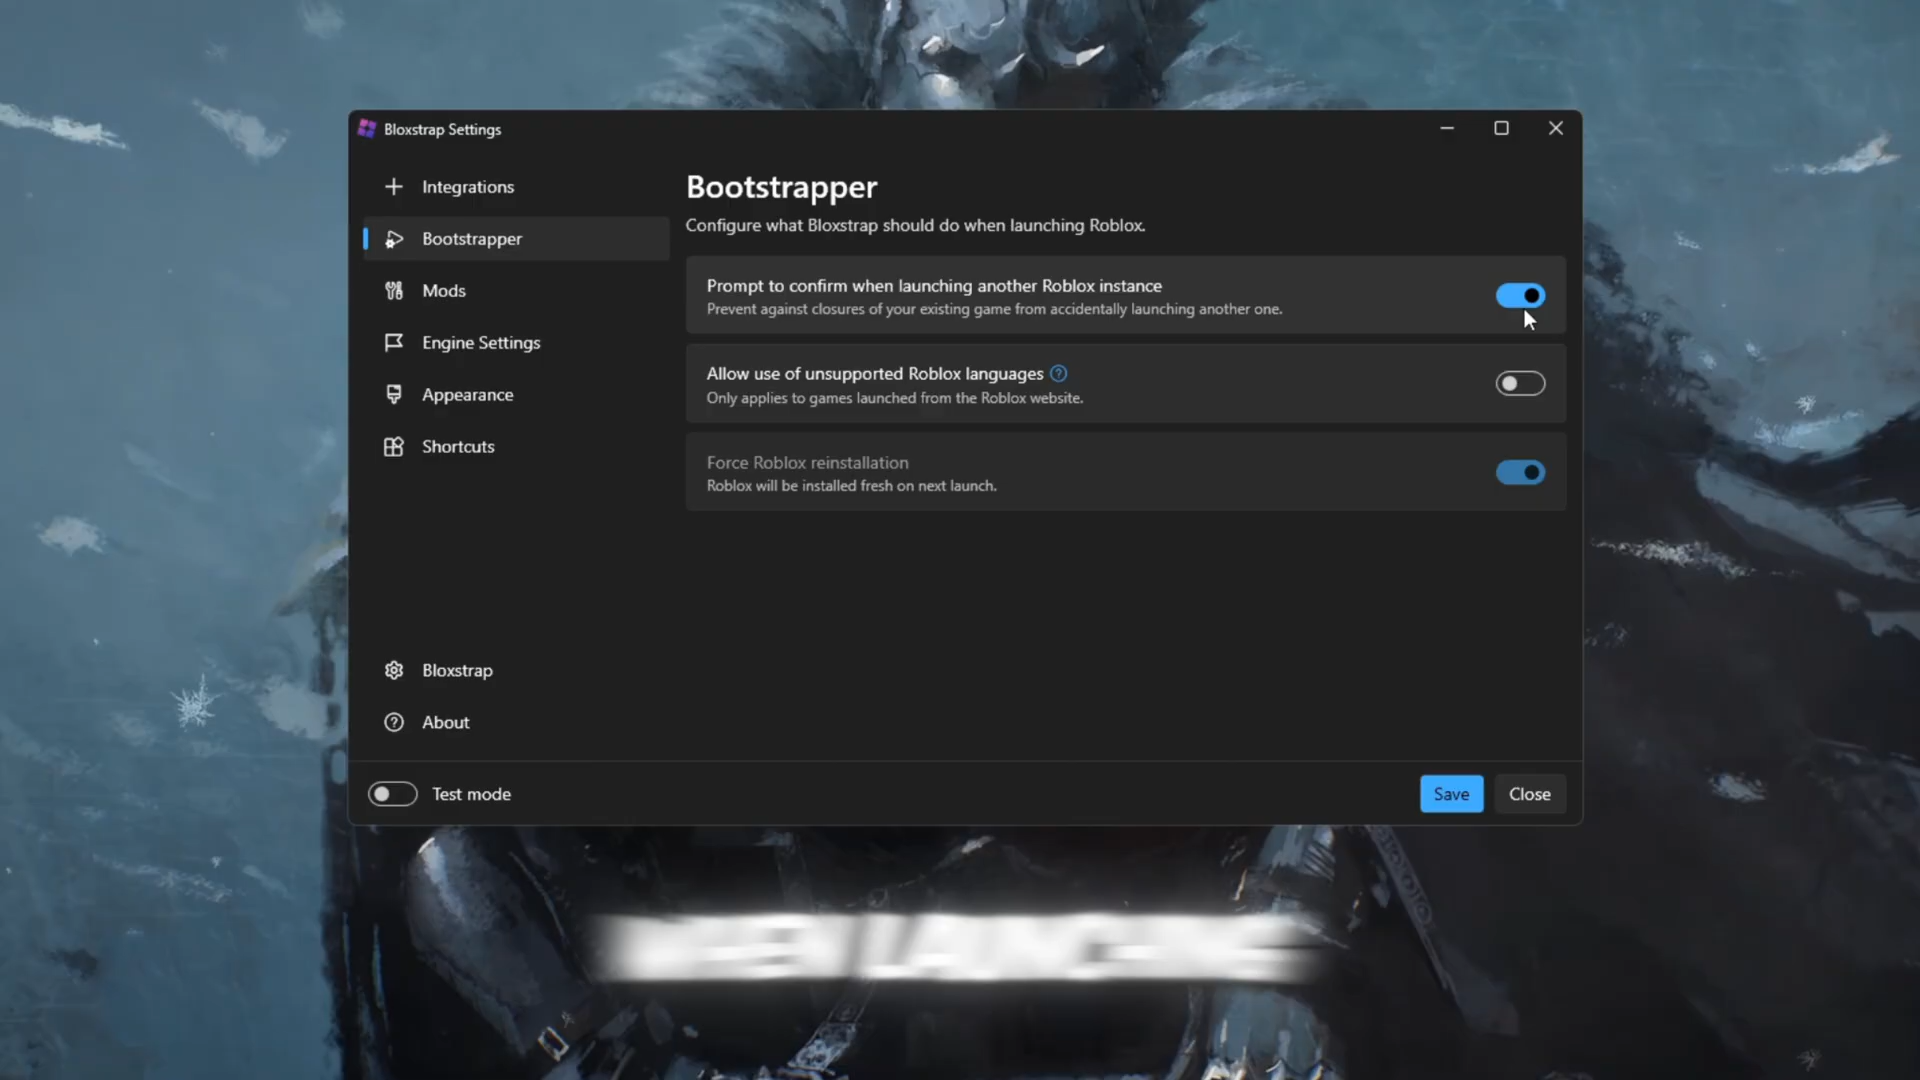 Bloxstrap Settings
Integrations
Bootstrapper
Mods
Engine Settings
Appearance
Shortcuts
Bloxstrap
About
Bootstrapper
Configure what Bloxstrap should do when launching Roblox.
Prompt to confirm when launching another Roblox instance
Prevent against closures of your existing game from accidentally launching another one.
Allow use of unsupported Roblox languages
Only applies to games launched from the Roblox website.
Force Roblox reinstallation
Roblox will be installed fresh on next launch.
Test mode
Save
Close
WHEN LAUNCHING